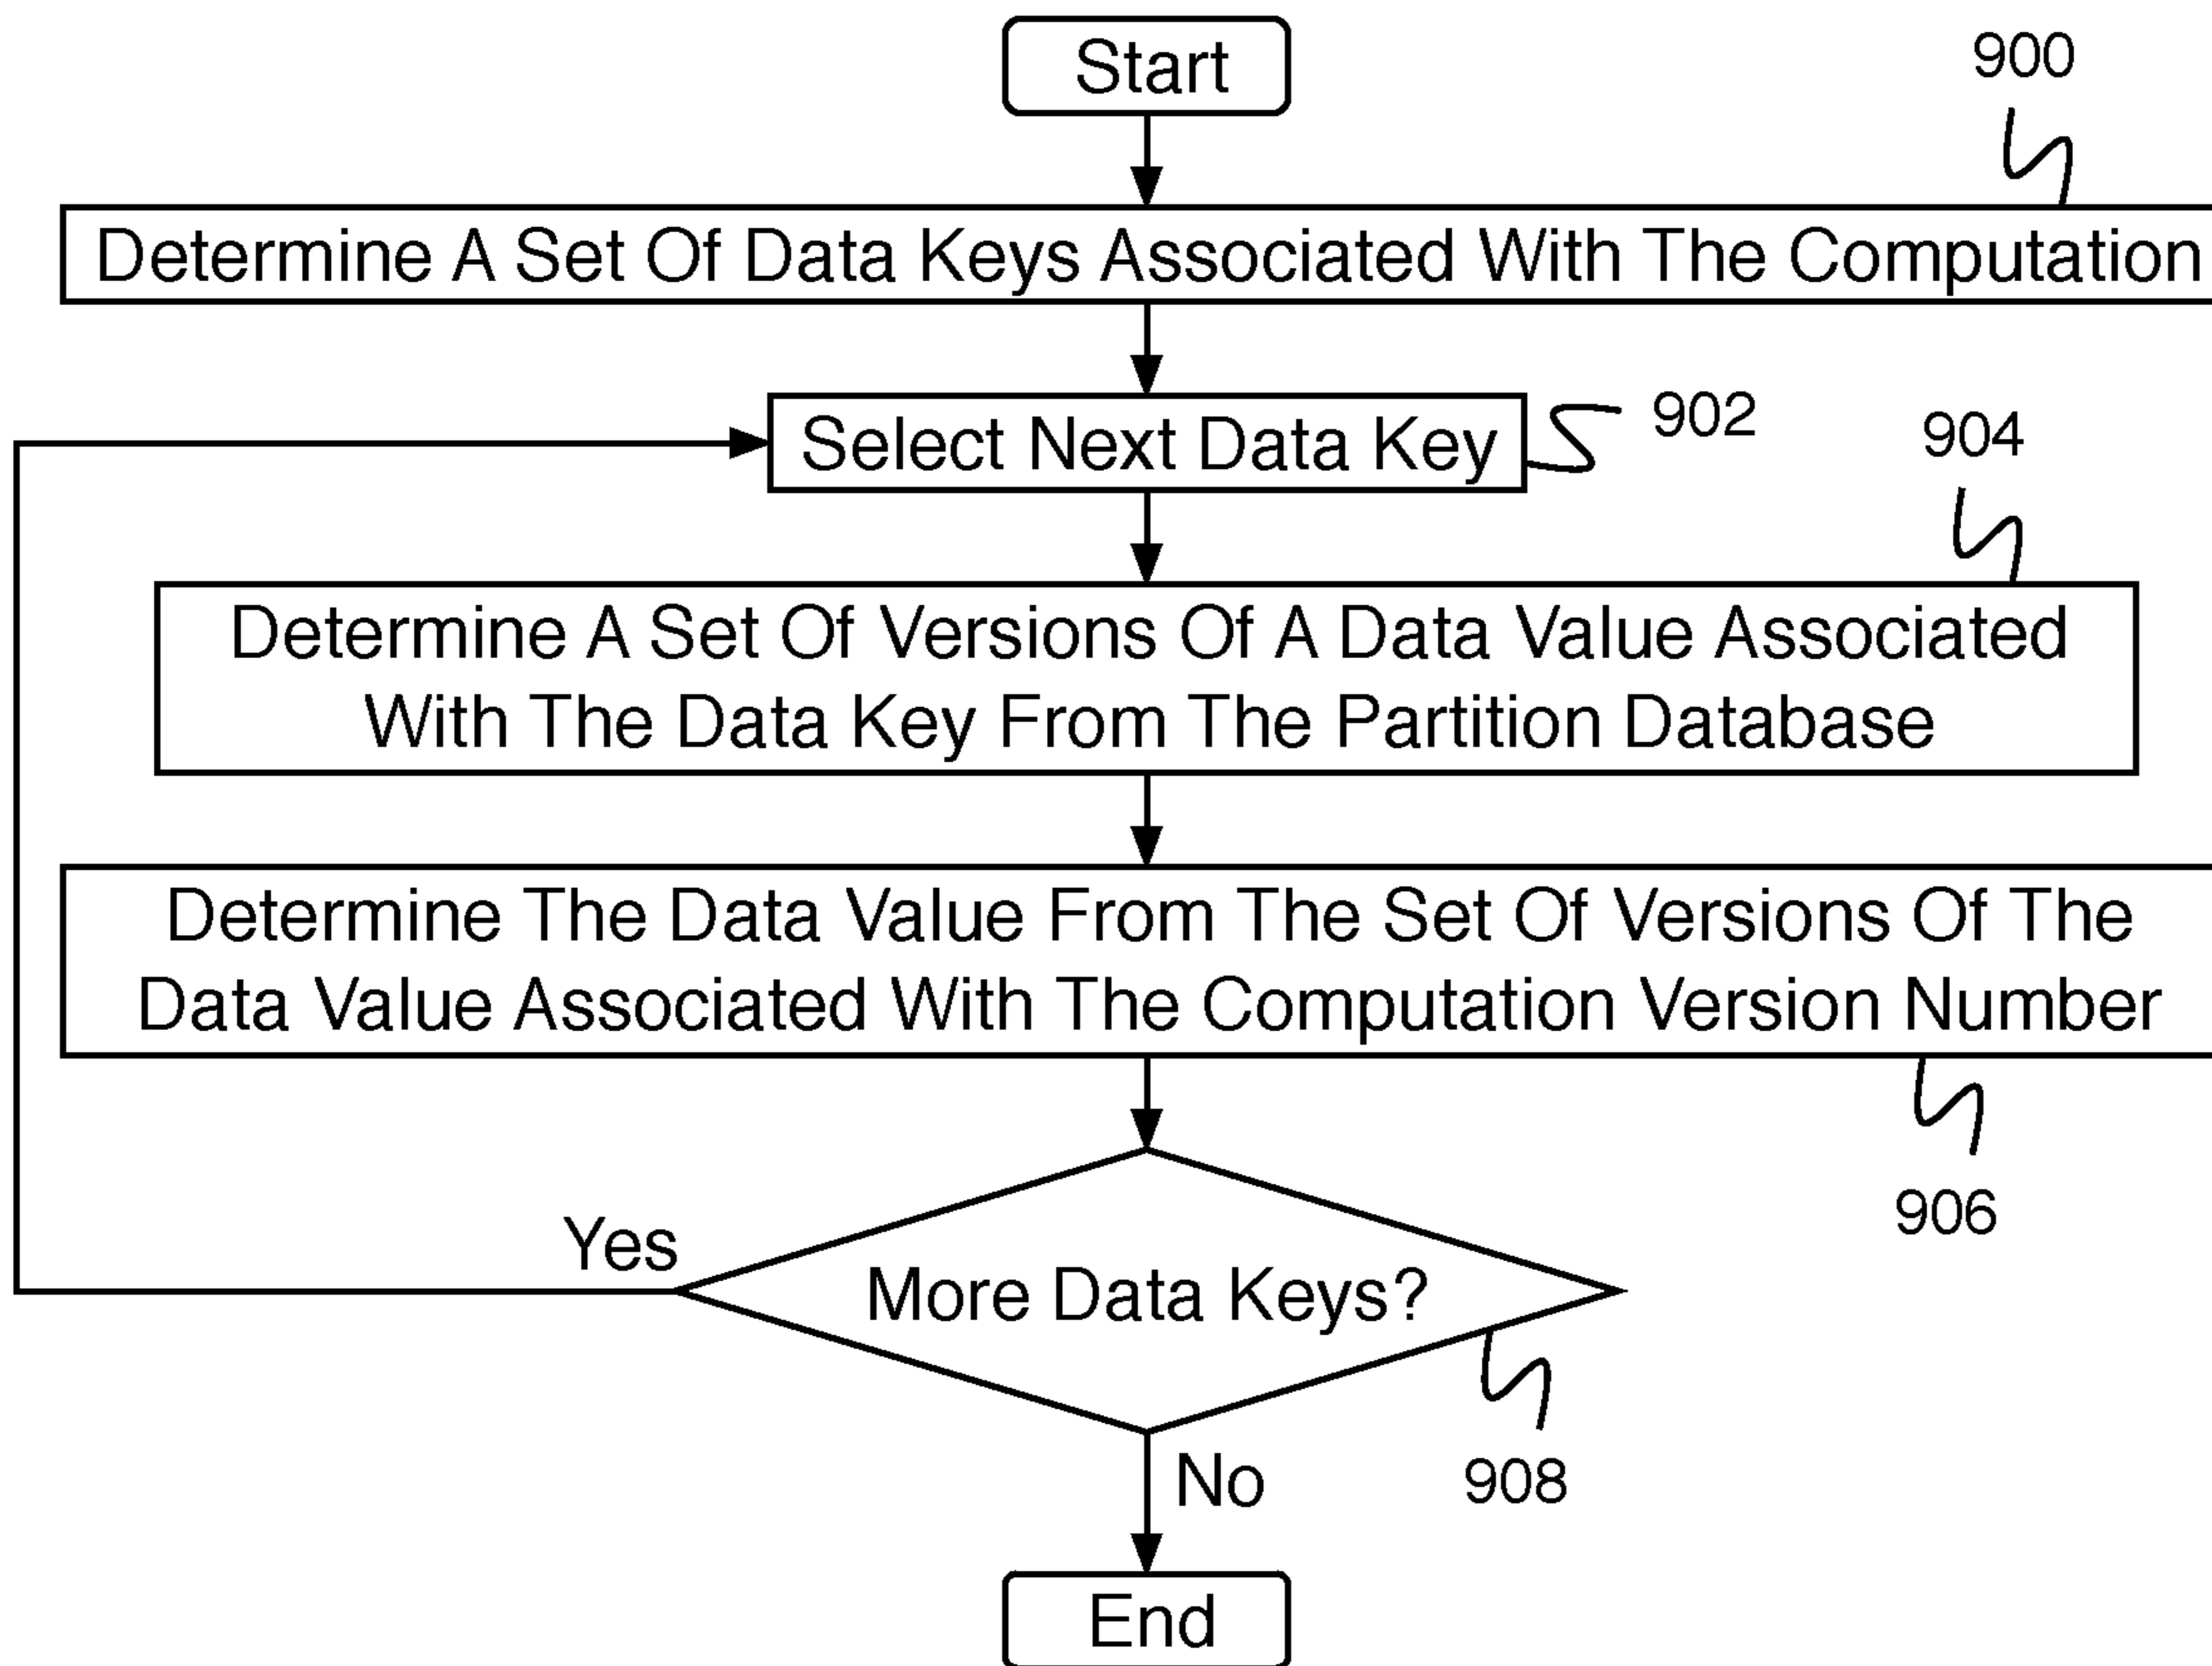 Start
900
Determine A Set Of Data Keys Associated With The Computation
Select Next Data Key
902
904
Determine A Set Of Versions Of A Data Value Associated
With The Data Key From The Partition Database
Determine The Data Value From The Set Of Versions Of The
Data Value Associated With The Computation Version Number
906
Yes
More Data Keys?
908
No
End